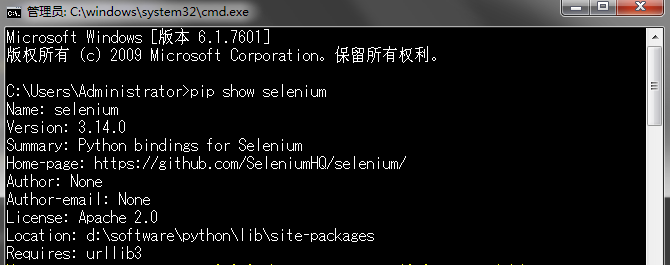 管理员: C:\windows\system32\cmd.exe
Microsoft Windows [版本 6.1.7601]
版权所有 (c) 2009 Microsoft Corporation。保留所有权利。
C:\Users\Administrator>pip show selenium
Name: selenium
Version: 3.14.0
Summary: Python bindings for Selenium
Home-page: https://github.com/SeleniumHQ/selenium/
Author: None
Author-email: None
License: Apache 2.0
Location: d:\software\python\lib\site-packages
Requires: urllib3